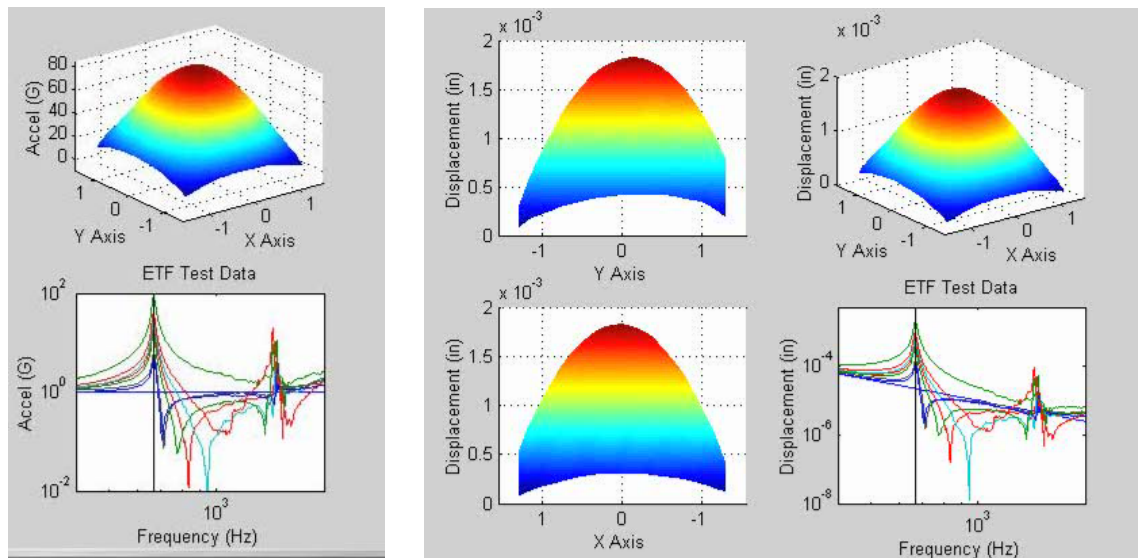 80
60
40
20
0
Accel (G)
1
0
-1
Y Axis
-1
0
1
X Axis
ETF Test Data
10^2
10^0
10^-2
Accel (G)
10^3
Frequency (Hz)
x 10^-3
2
1.5
1
0.5
0
Displacement (in)
-1
0
1
Y Axis
x 10^-3
2
1
0
Displacement (in)
1
0
-1
Y Axis
-1
0
1
X Axis
x 10^-3
2
1.5
1
0.5
0
Displacement (in)
1
0
-1
X Axis
ETF Test Data
10^-4
10^-6
10^-8
Displacement (in)
10^3
Frequency (Hz)